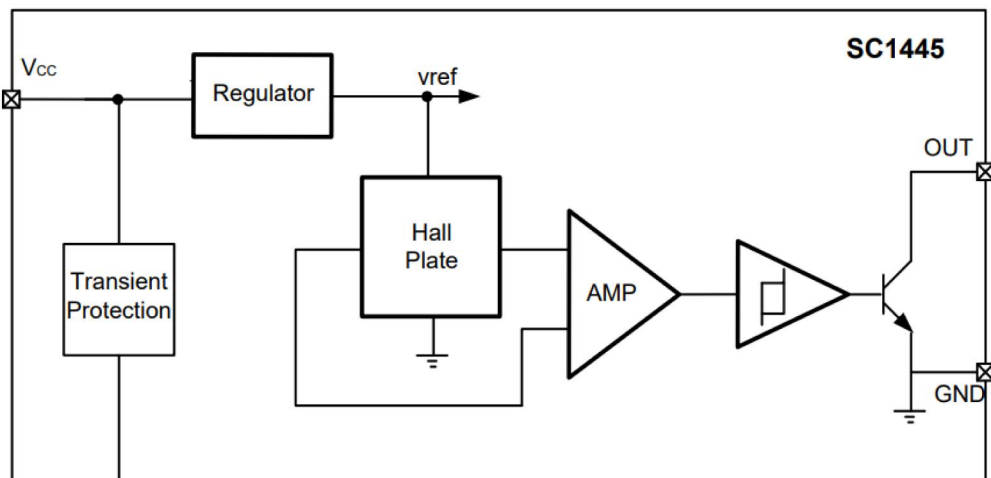 SC1445
Vcc
Regulator
vref
OUT
Hall
Plate
Transient
Protection
AMP
GND